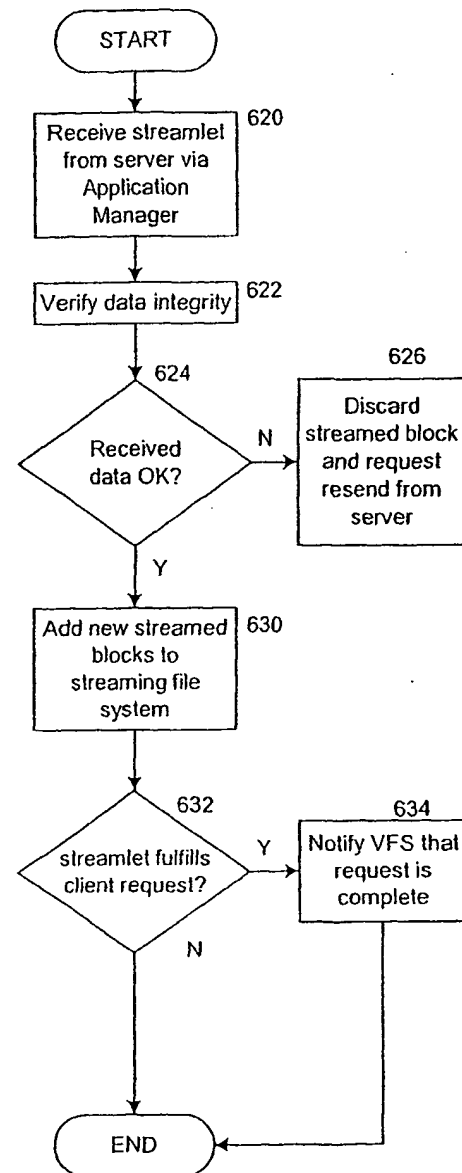 START
620
Receive streamlet
from server via
Application
Manager
Verify data integrity
622
624
Received
data OK?
N
Y
626
Discard
streamed block
and request
resend from
server
Add new streamed
blocks to
streaming file
system
630
632
streamlet fulfills
client request?
Y
N
634
Notify VFS that
request is
complete
END